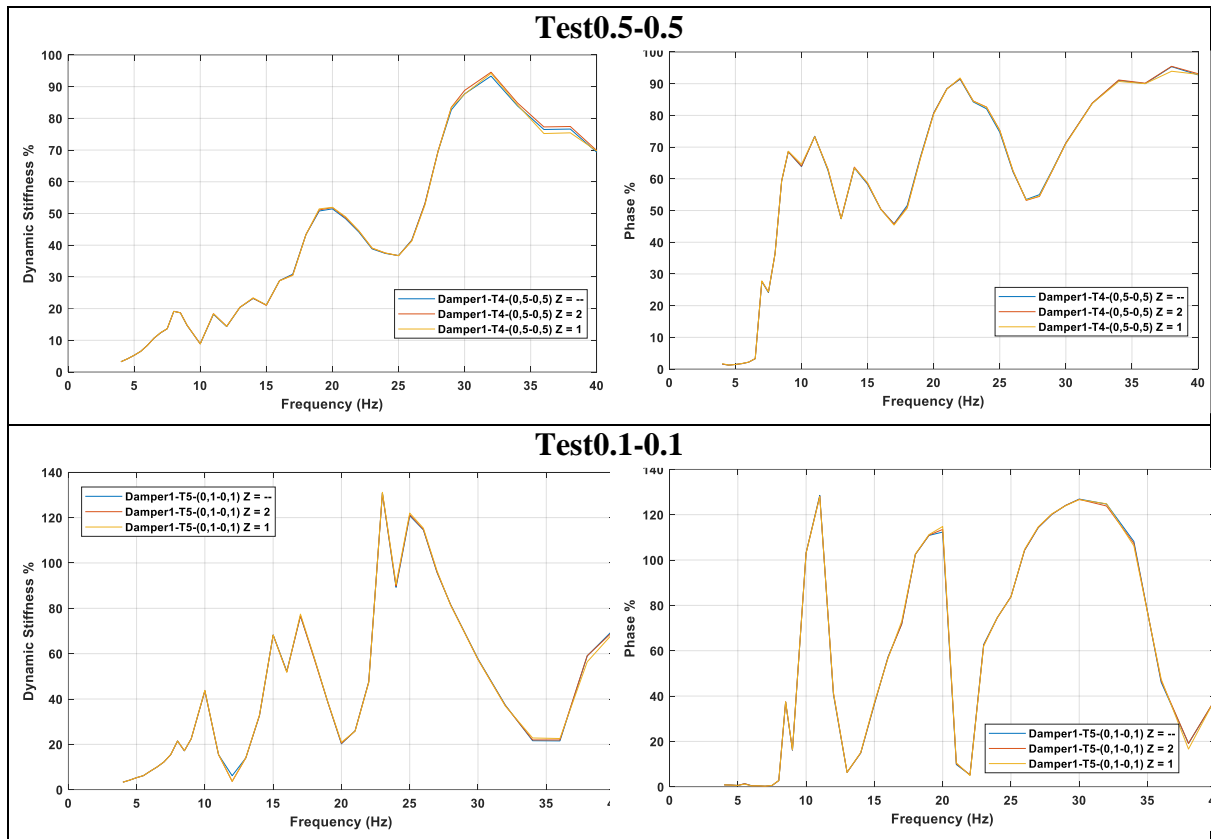 Test0.5-0.5
100
90
80
70
60
50
40
30
20
10
0
0 5 10 15 20 25 30 35 40
Dynamic Stiffness %
Frequency (Hz)
Damper1-T4-(0,5-0,5) Z = --
Damper1-T4-(0,5-0,5) Z = 2
Damper1-T4-(0,5-0,5) Z = 1
100
90
80
70
60
50
40
30
20
10
0
0 5 10 15 20 25 30 35 40
Phase %
Frequency (Hz)
Damper1-T4-(0,5-0,5) Z = --
Damper1-T4-(0,5-0,5) Z = 2
Damper1-T4-(0,5-0,5) Z = 1
Test0.1-0.1
140
120
100
80
60
40
20
0
0 5 10 15 20 25 30 35
Dynamic Stiffness %
Frequency (Hz)
Damper1-T5-(0,1-0,1) Z = --
Damper1-T5-(0,1-0,1) Z = 2
Damper1-T5-(0,1-0,1) Z = 1
140
120
100
80
60
40
20
0
0 5 10 15 20 25 30 35
Phase %
Frequency (Hz)
Damper1-T5-(0,1-0,1) Z = --
Damper1-T5-(0,1-0,1) Z = 2
Damper1-T5-(0,1-0,1) Z = 1